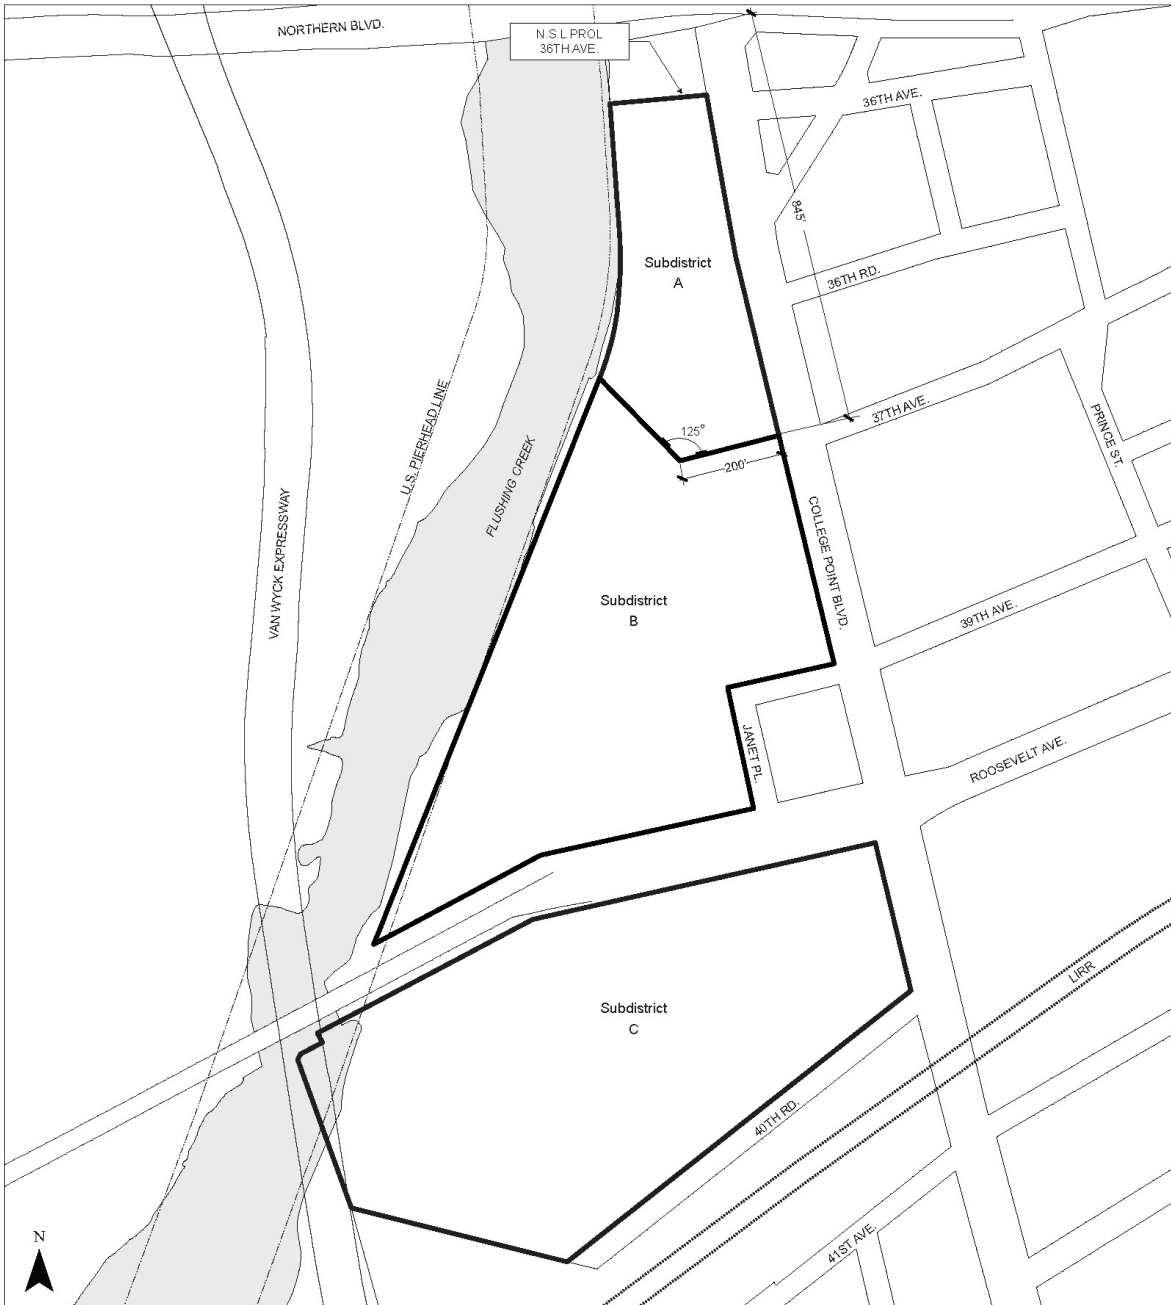 NORTHERN BLVD.
N.S.L PROL
36TH AVE.
36TH AVE.
845'
Subdistrict
A
36TH RD.
U.S. PIERHEAD LINE
37TH AVE.
PRINCE ST.
125°
200'
FLUSHING CREEK
COLLEGE POINT BLVD.
VAN WYCK EXPRESSWAY
Subdistrict
B
39TH AVE.
JANET PL.
ROOSEVELT AVE.
LIRR
Subdistrict
C
40TH RD.
41ST AVE.
N